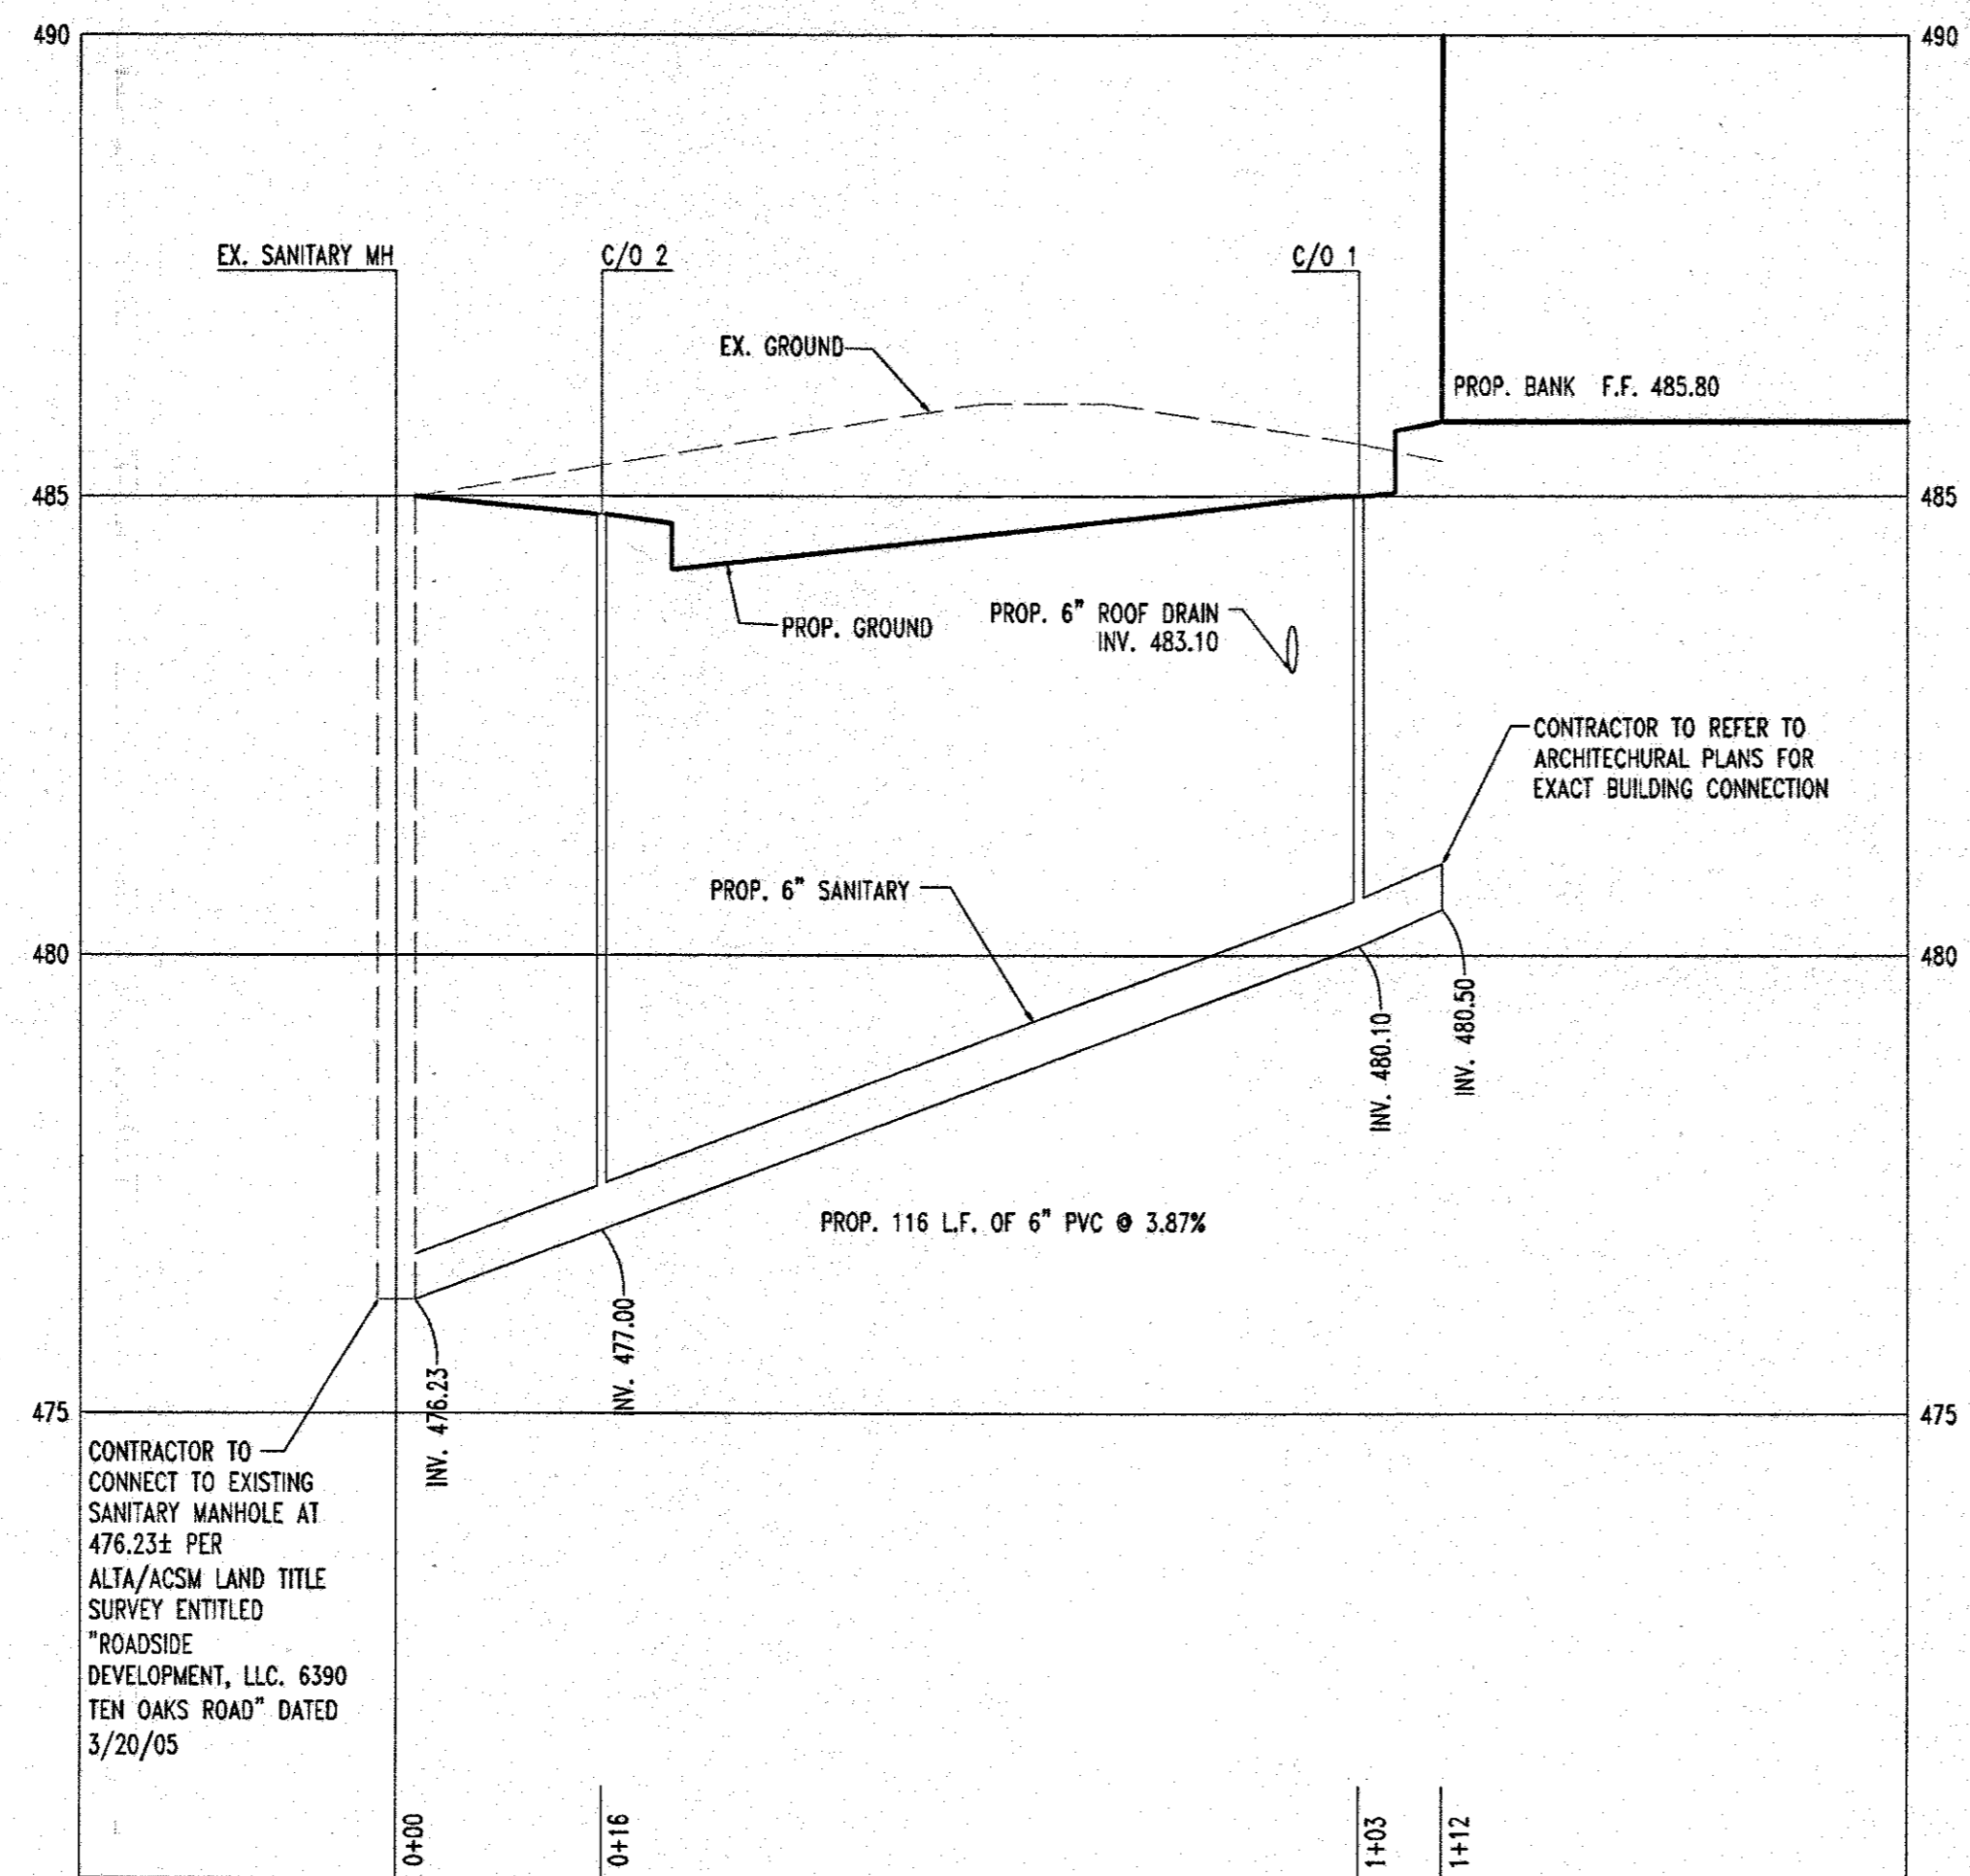 490
490
EX. SANITARY MH
C/O 2
C/O 1
EX. GROUND
PROP. BANK F.F. 485.80
485
485
PROP. GROUND
PROP. 6" ROOF DRAIN
INV. 483.10
CONTRACTOR TO REFER TO
ARCHITECHURAL PLANS FOR
EXACT BUILDING CONNECTION
PROP. 6" SANITARY
480
480
INV. 480.10
INV. 480.50
PROP. 116 L.F. OF 6" PVC @ 3.87%
INV. 476.23
INV. 477.00
475
475
CONTRACTOR TO
CONNECT TO EXISTING
SANITARY MANHOLE AT
476.23± PER
ALTA/ACSM LAND TITLE
SURVEY ENTITLED
"ROADSIDE
DEVELOPMENT, LLC. 6390
TEN OAKS ROAD" DATED
3/20/05
0+00
0+16
1+03
1+12